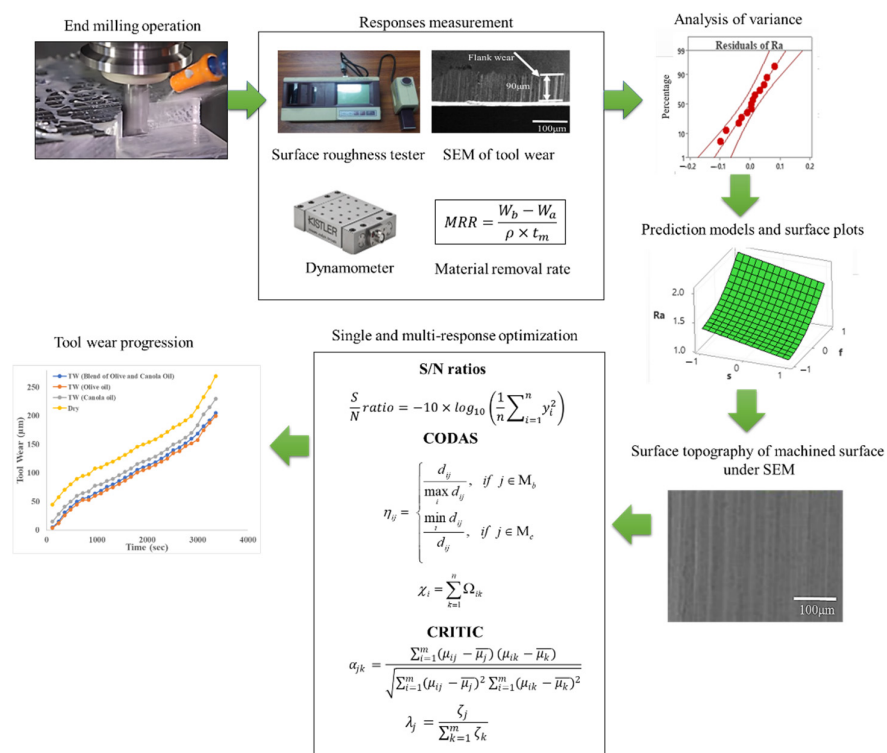 End milling operation
Responses measurement
Flank wear
90μm
100μm
Surface roughness tester
SEM of tool wear
KISTLER
MRR = (W_b − W_a) / (ρ × t_m)
Dynamometer
Material removal rate
Analysis of variance
Residuals of Ra
Percentage
99
90
50
10
1
−0.2 −0.1 0.0 0.1 0.2
Prediction models and surface plots
Ra
2.0
1.5
1.0
−1 0 1
s
−1 0 1
f
Surface topography of machined surface
under SEM
100μm
Single and multi-response optimization
S/N ratios
S/N ratio = −10 × log₁₀ (1/n ∑_{i=1}^{n} y_i^2)
CODAS
η_ij = { d_ij / max_i d_ij, if j ∈ M_b
min_i d_ij / d_ij, if j ∈ M_c
χ_i = ∑_{k=1}^{n} Ω_ik
CRITIC
α_jk = ∑_{i=1}^{m} (μ_ij − μ̅_j) (μ_ik − μ̅_k) / √(∑_{i=1}^{m} (μ_ij − μ̅_j)² ∑_{i=1}^{m} (μ_ik − μ̅_k)²)
λ_j = ζ_j / ∑_{k=1}^{m} ζ_k
Tool wear progression
TW (Blend of Olive and Canola Oil)
TW (Olive oil)
TW (Canola oil)
Dry
Tool Wear (μm)
250
200
150
100
50
0
0 1000 2000 3000 4000
Time (sec)